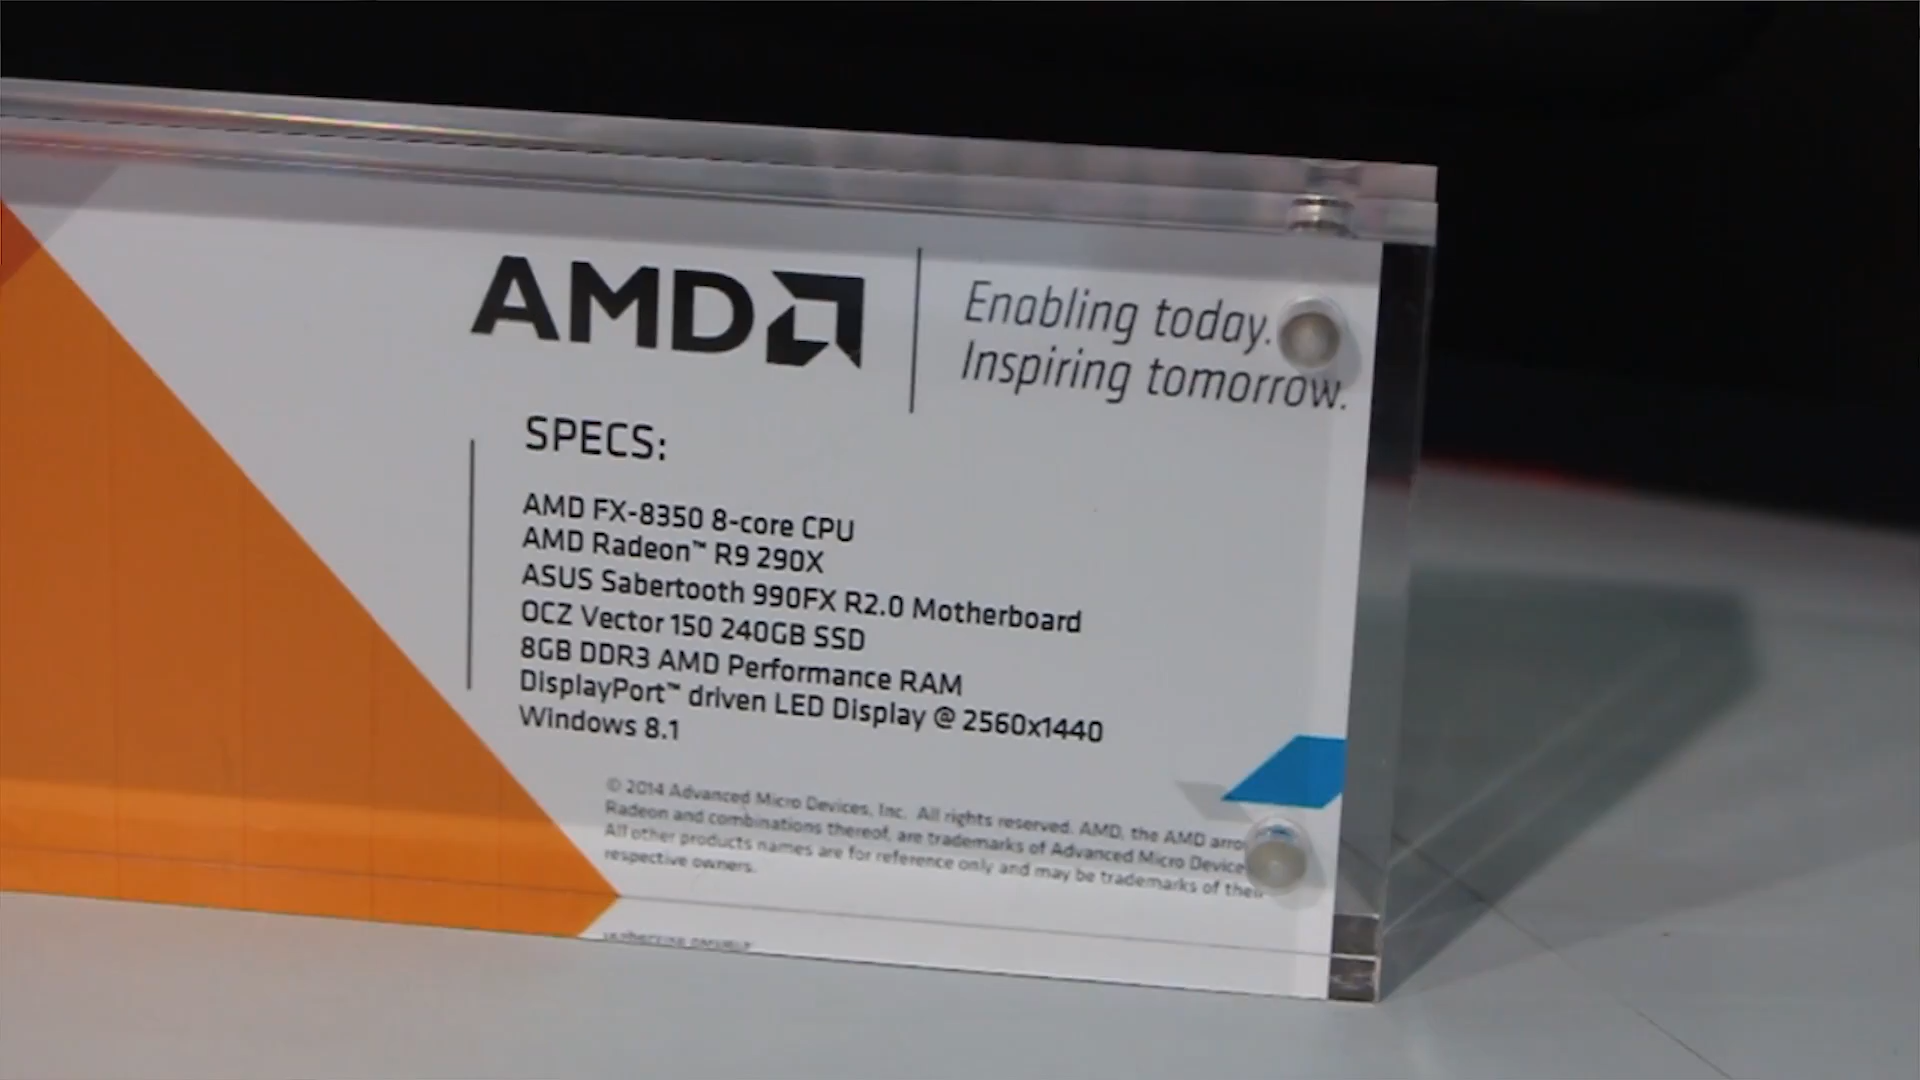 AMD
Enabling today.
Inspiring tomorrow.
SPECS:
AMD FX-8350 8-core CPU
AMD Radeon™ R9 290X
ASUS Sabertooth 990FX R2.0 Motherboard
OCZ Vector 150 240GB SSD
8GB DDR3 AMD Performance RAM
DisplayPort™ driven LED Display @ 2560x1440
Windows 8.1
© 2014 Advanced Micro Devices, Inc. All rights reserved. AMD, the AMD arro
Radeon and combinations thereof, are trademarks of Advanced Micro Device
All other products names are for reference only and may be trademarks of their
respective owners.